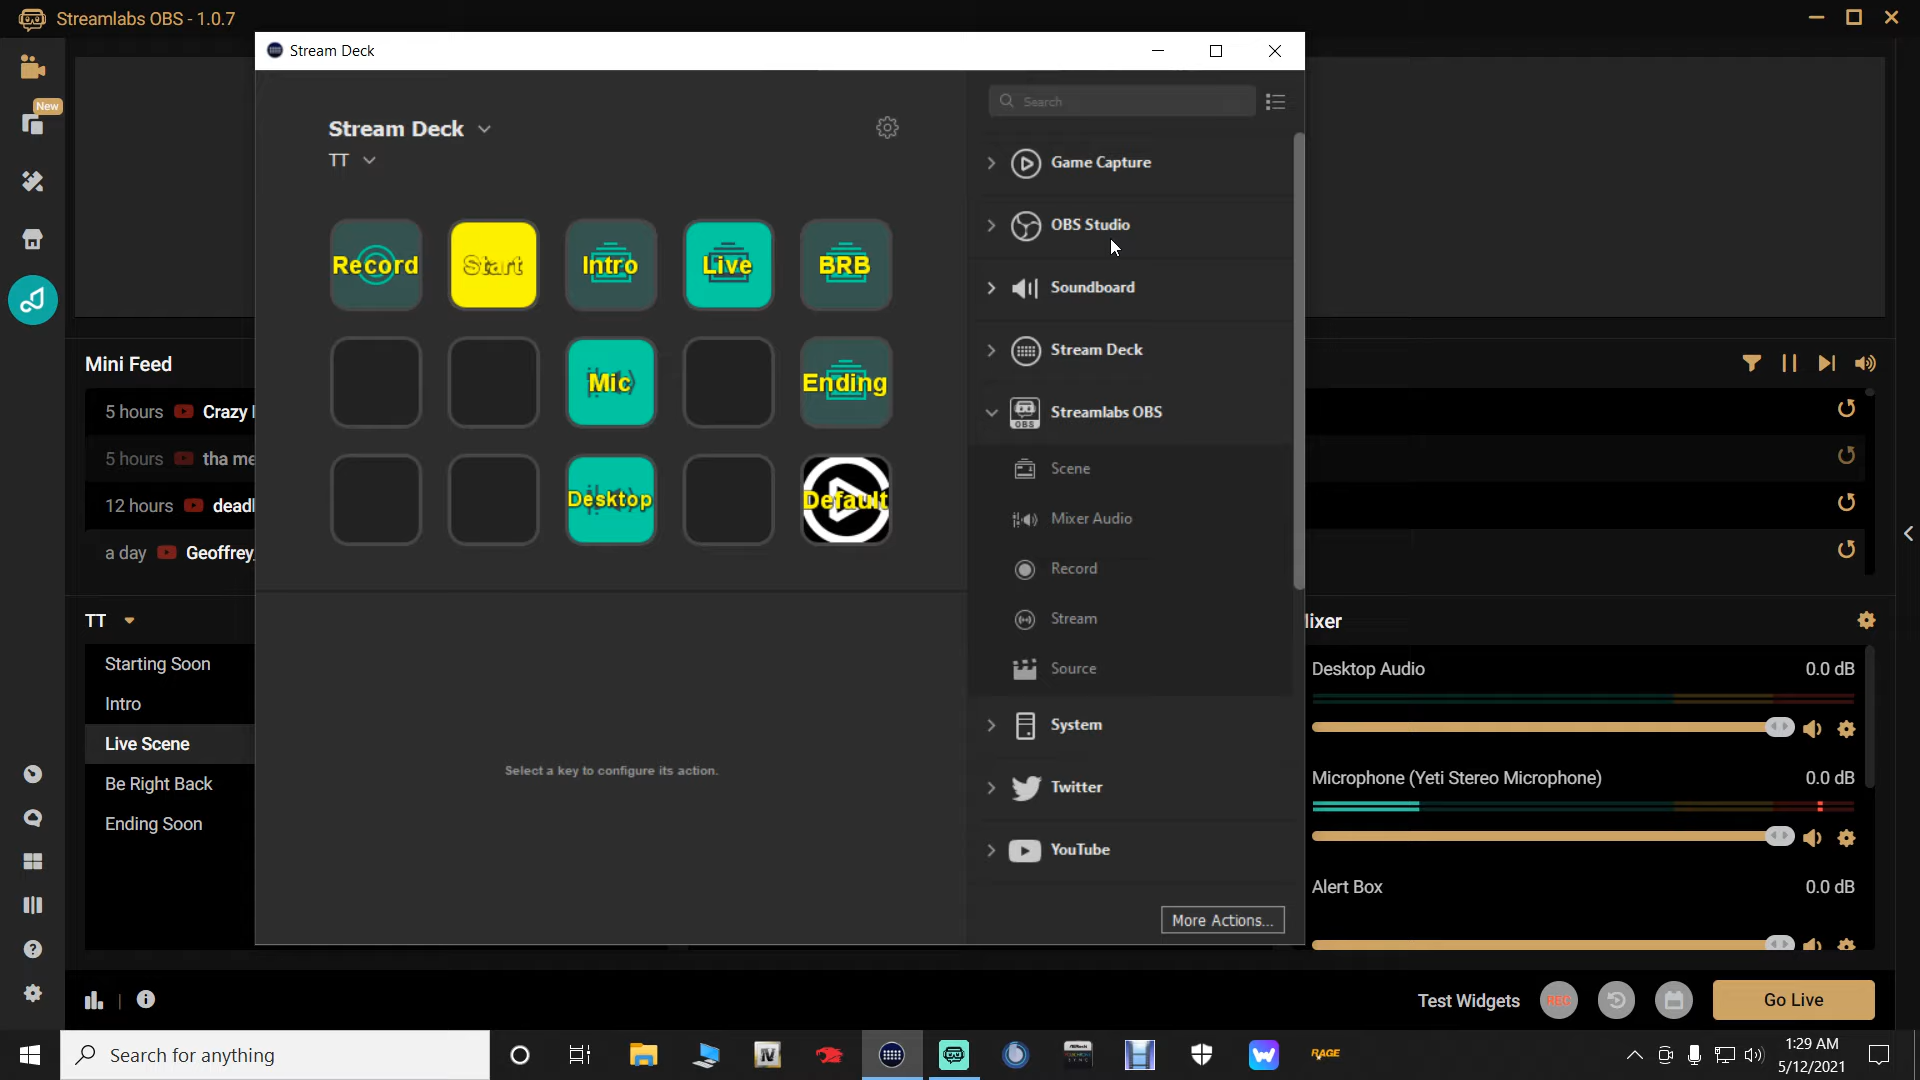 Streamlabs OBS - 1.0.7
New
Stream Deck
Stream Deck
TT
Search
Record
Start
Intro
Live
BRB
Mic
Ending
Desktop
Default
Select a key to configure its action.
Game Capture
OBS Studio
Soundboard
Stream Deck
Streamlabs OBS
Scene
Mixer Audio
Record
Stream
Source
System
Twitter
YouTube
More Actions...
Mini Feed
5 hours Crazy
5 hours tha me
12 hours deadl
a day Geoffrey
TT
Starting Soon
Intro
Live Scene
Be Right Back
Ending Soon
lixer
Desktop Audio 0.0 dB
Microphone (Yeti Stereo Microphone) 0.0 dB
Alert Box 0.0 dB
Test Widgets
REC
Go Live
Search for anything
IV
RAGE
1:29 AM
5/12/2021